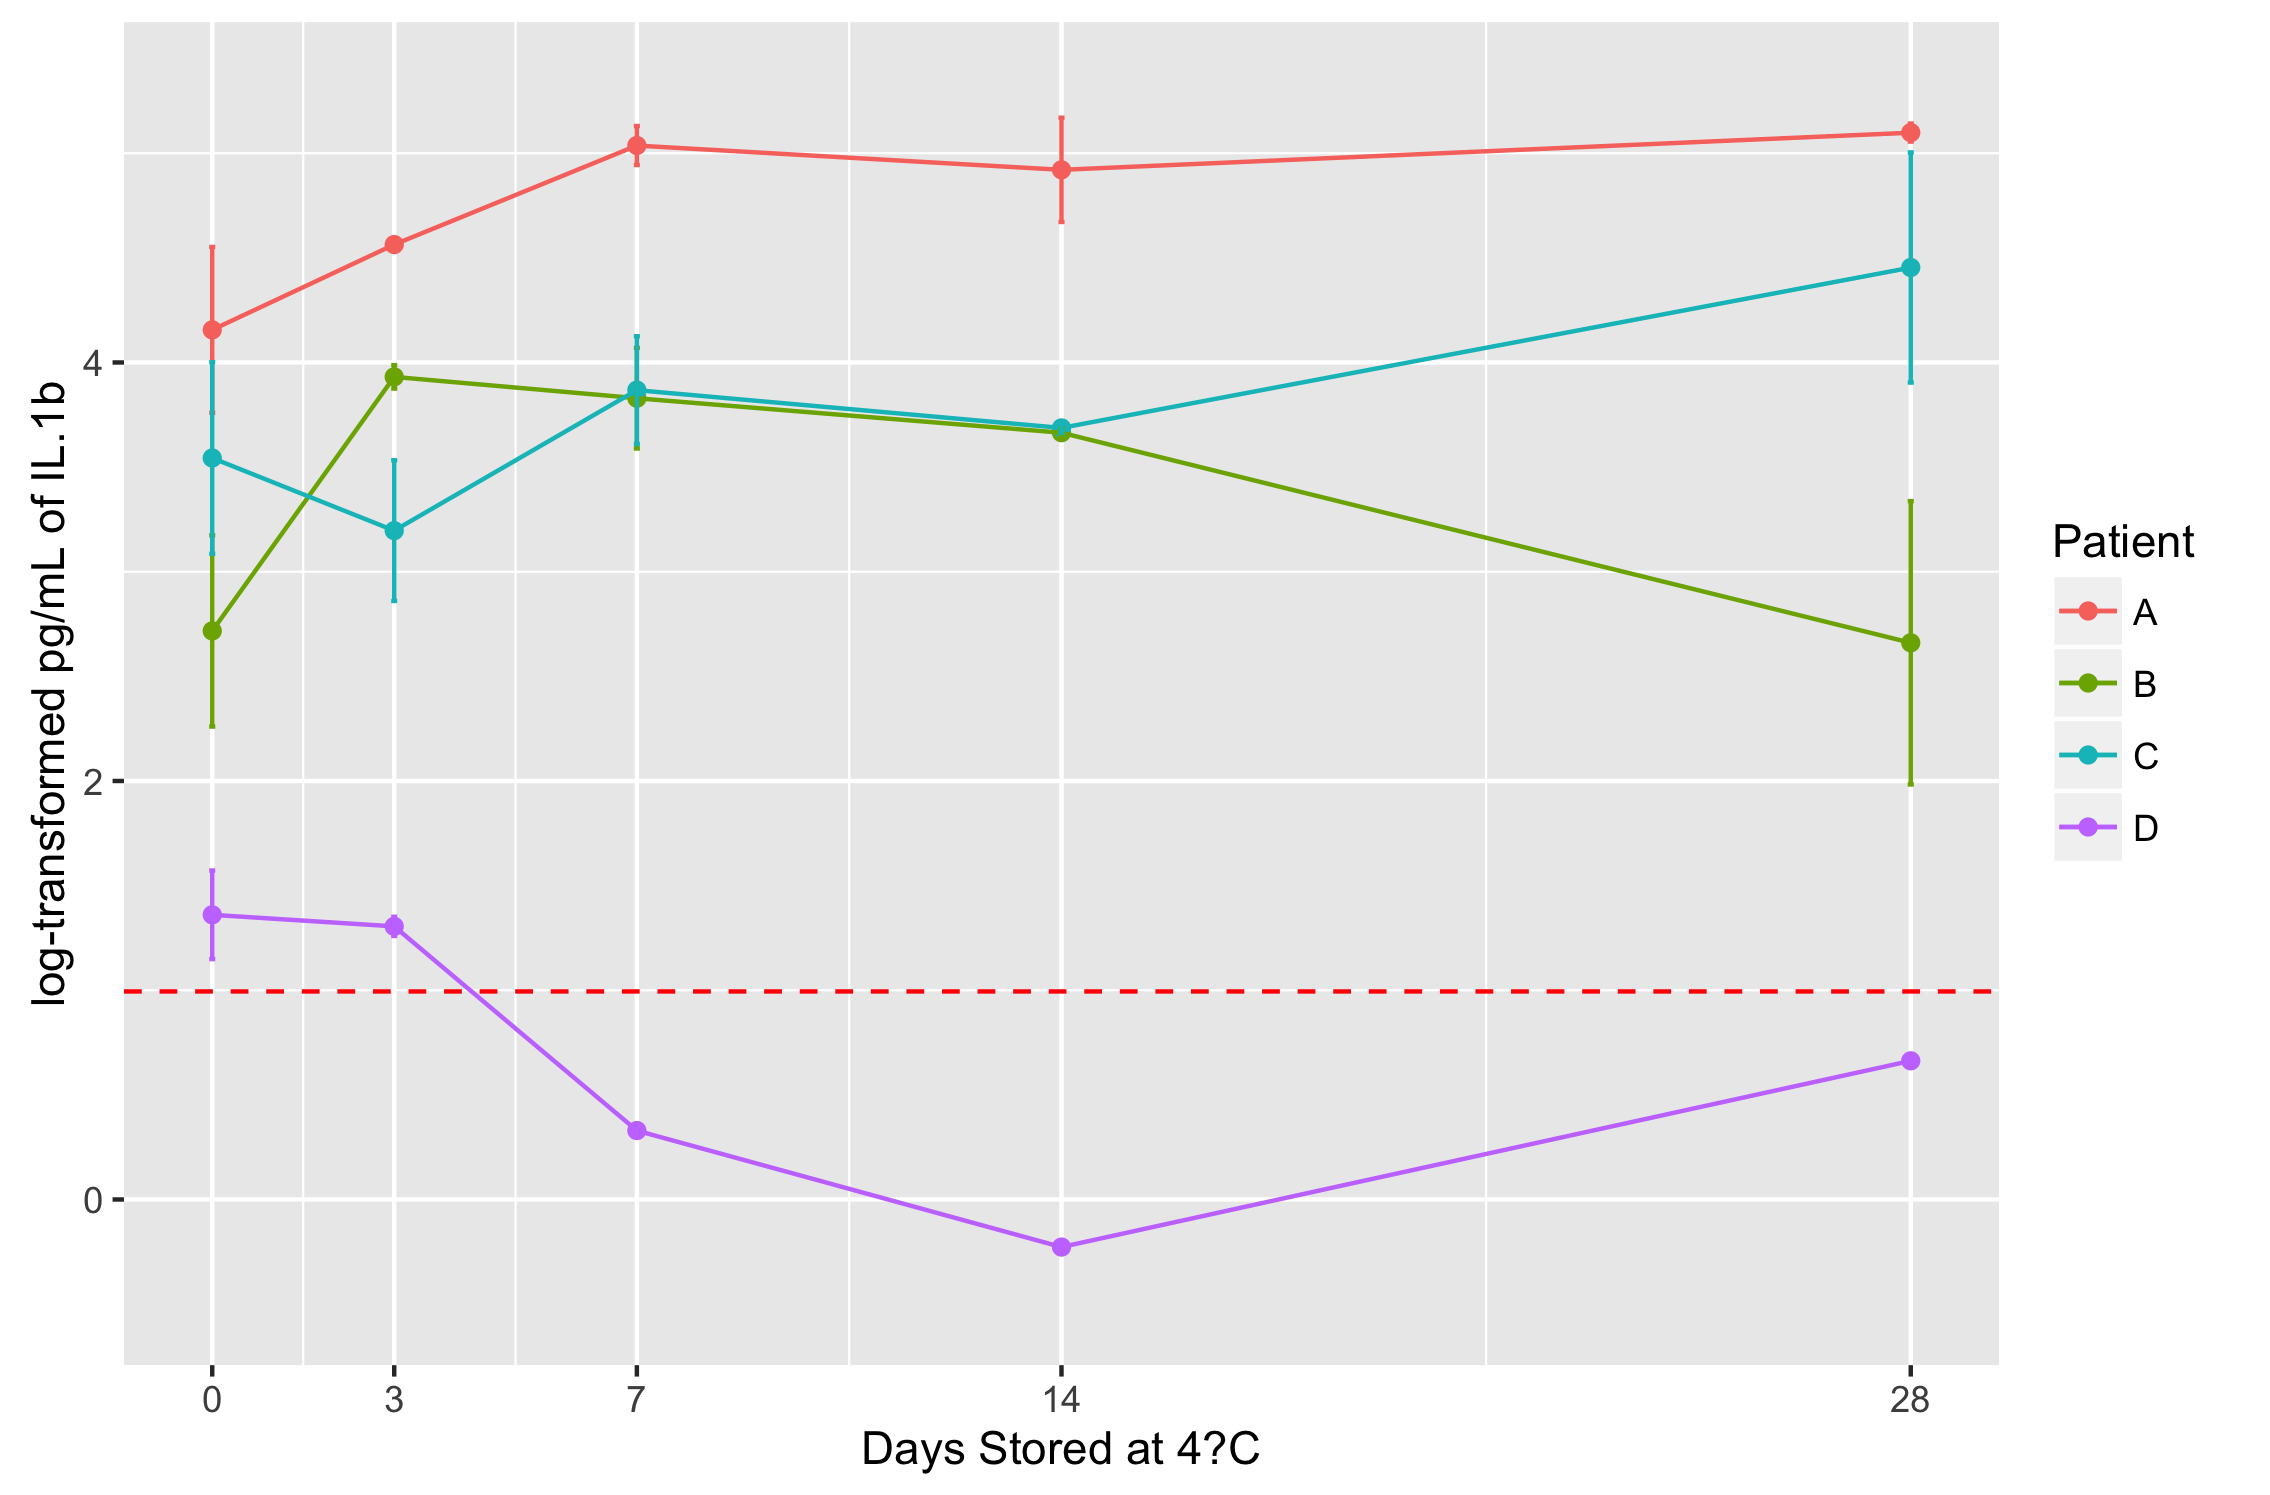 log-transformed pg/mL of IL.1b
4
2
0
0 3 7 14 28
Days Stored at 4?C
Patient
A
B
C
D